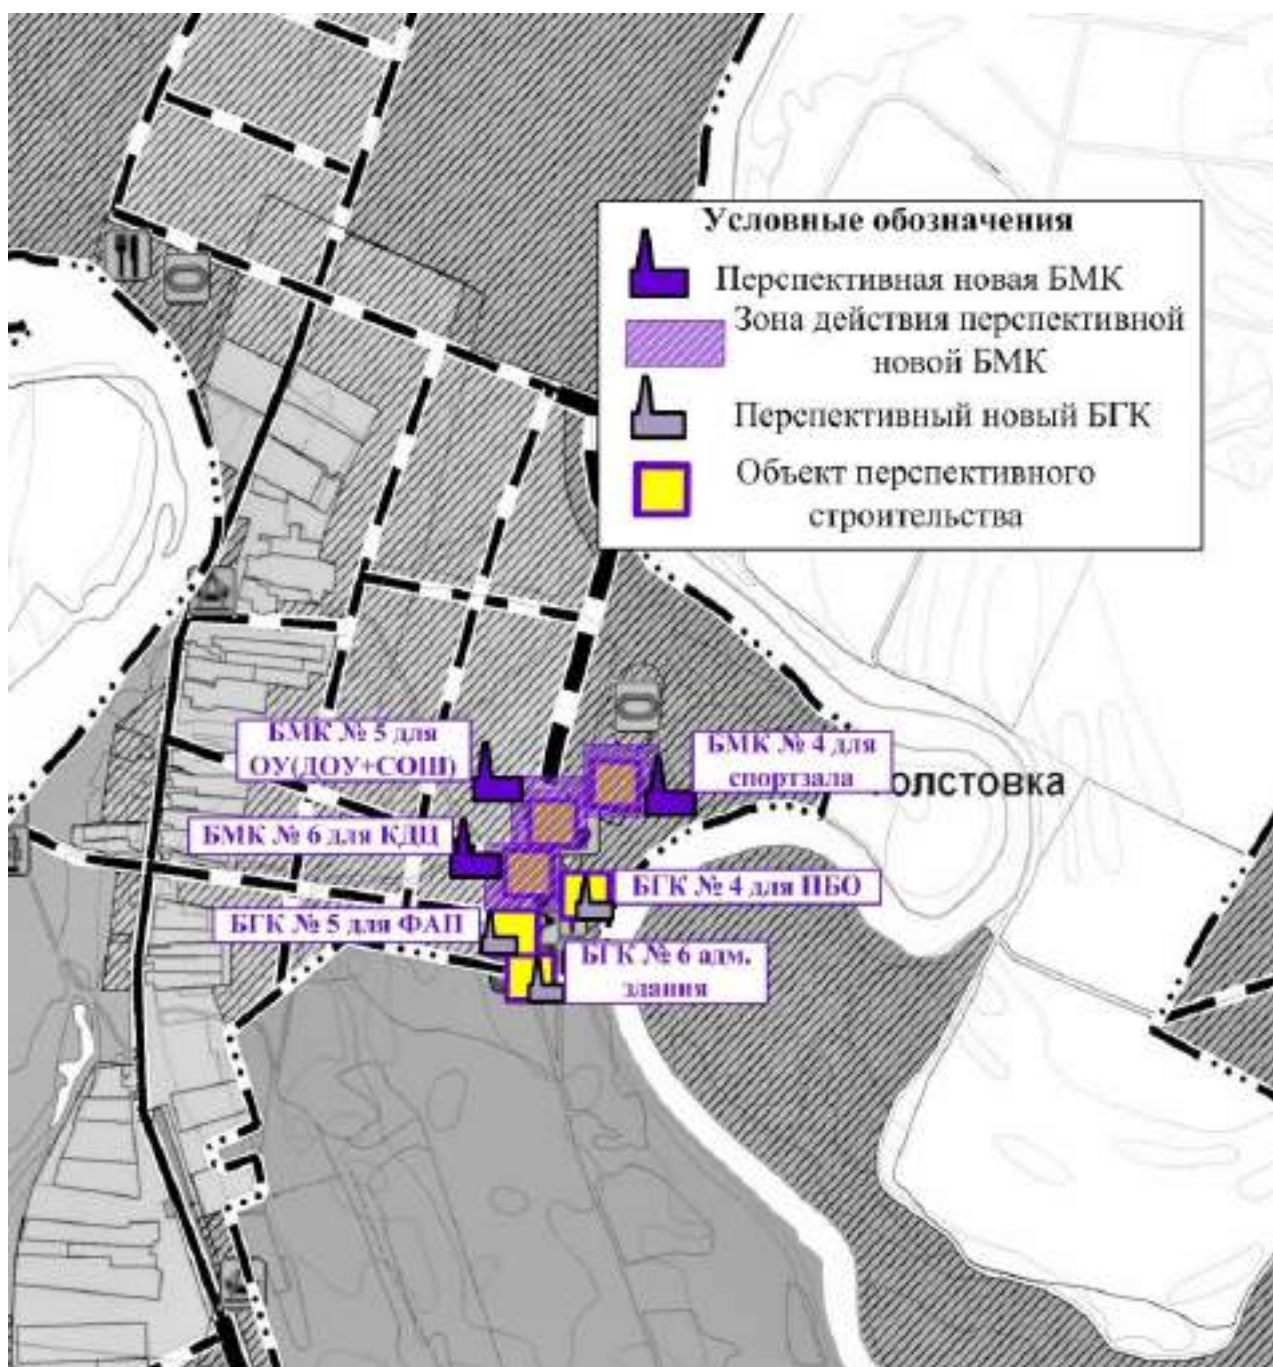 Условные обозначения
Перспективная новая БМК
Зона действия перспективной
новой БМК
Перспективный новый БГК
Объект перспективного
строительства
БМК № 5 для
ОУ(ДОУ+СОШ)
БМК № 4 для
спортзала
олстовка
БМК № 6 для КДЦ
БГК № 4 для ПБО
БГК № 5 для ФАП
БГК № 6 адм.
здания